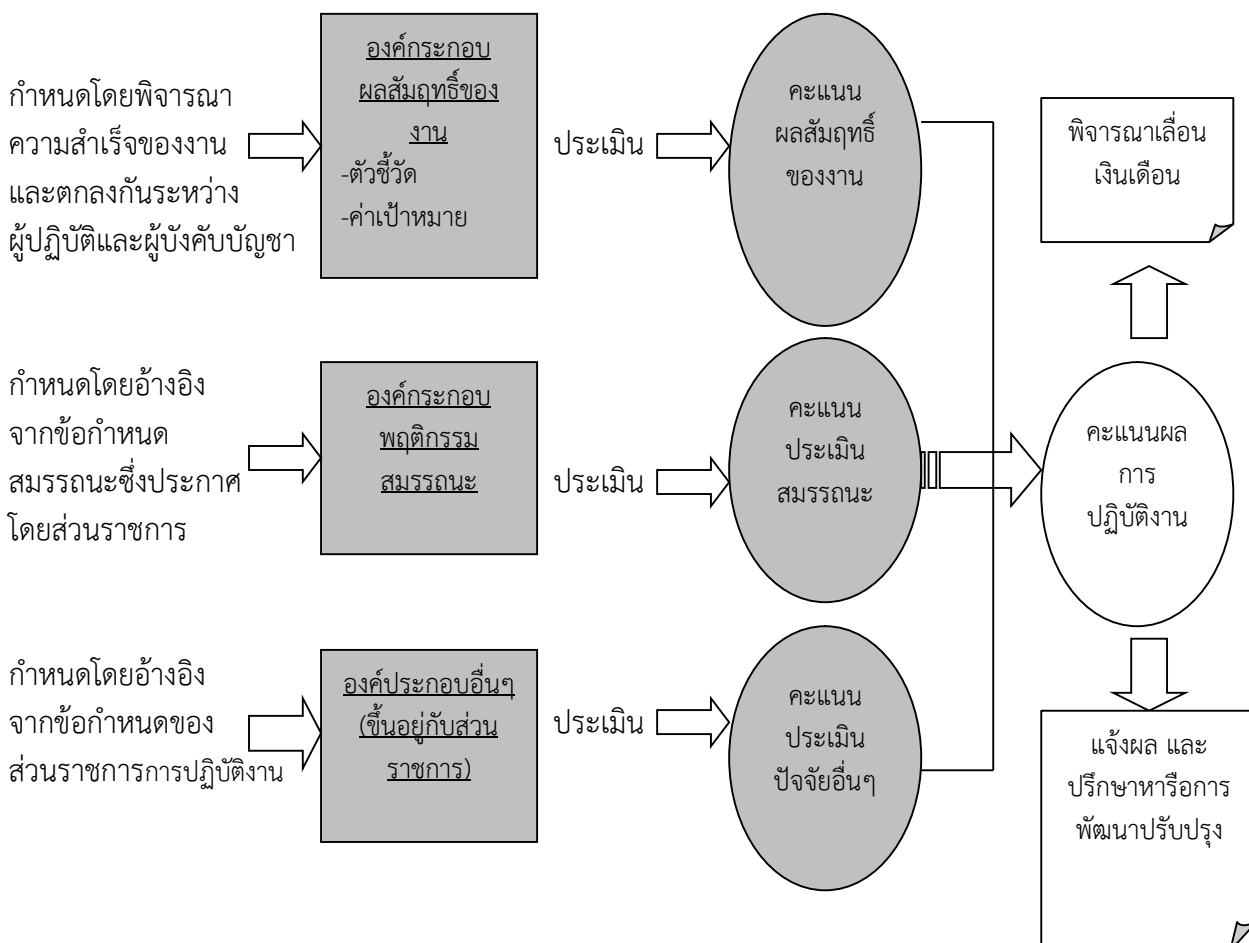 กำหนดโดยพิจารณา
ความสำเร็จของงาน
และตกลงกันระหว่าง
ผู้ปฏิบัติและผู้บังคับบัญชา
องค์กระกอบ
ผลสัมฤทธิ์ของ
งาน
-ตัวชี้วัด
-ค่าเป้าหมาย
ประเมิน
คะแนน
ผลสัมฤทธิ์
ของงาน
พิจารณาเลื่อน
เงินเดือน
กำหนดโดยอ้างอิง
จากข้อกำหนด
สมรรถนะซึ่งประกาศ
โดยส่วนราชการ
องค์กระกอบ
พฤติกรรม
สมรรถนะ
ประเมิน
คะแนน
ประเมิน
สมรรถนะ
คะแนนผล
การ
ปฏิบัติงาน
กำหนดโดยอ้างอิง
จากข้อกำหนดของ
ส่วนราชการการปฏิบัติงาน
องค์ประกอบอื่นๆ
(ขึ้นอยู่กับส่วน
ราชการ)
ประเมิน
คะแนน
ประเมิน
ปัจจัยอื่นๆ
แจ้งผล และ
ปรึกษาหารือการ
พัฒนาปรับปรุง